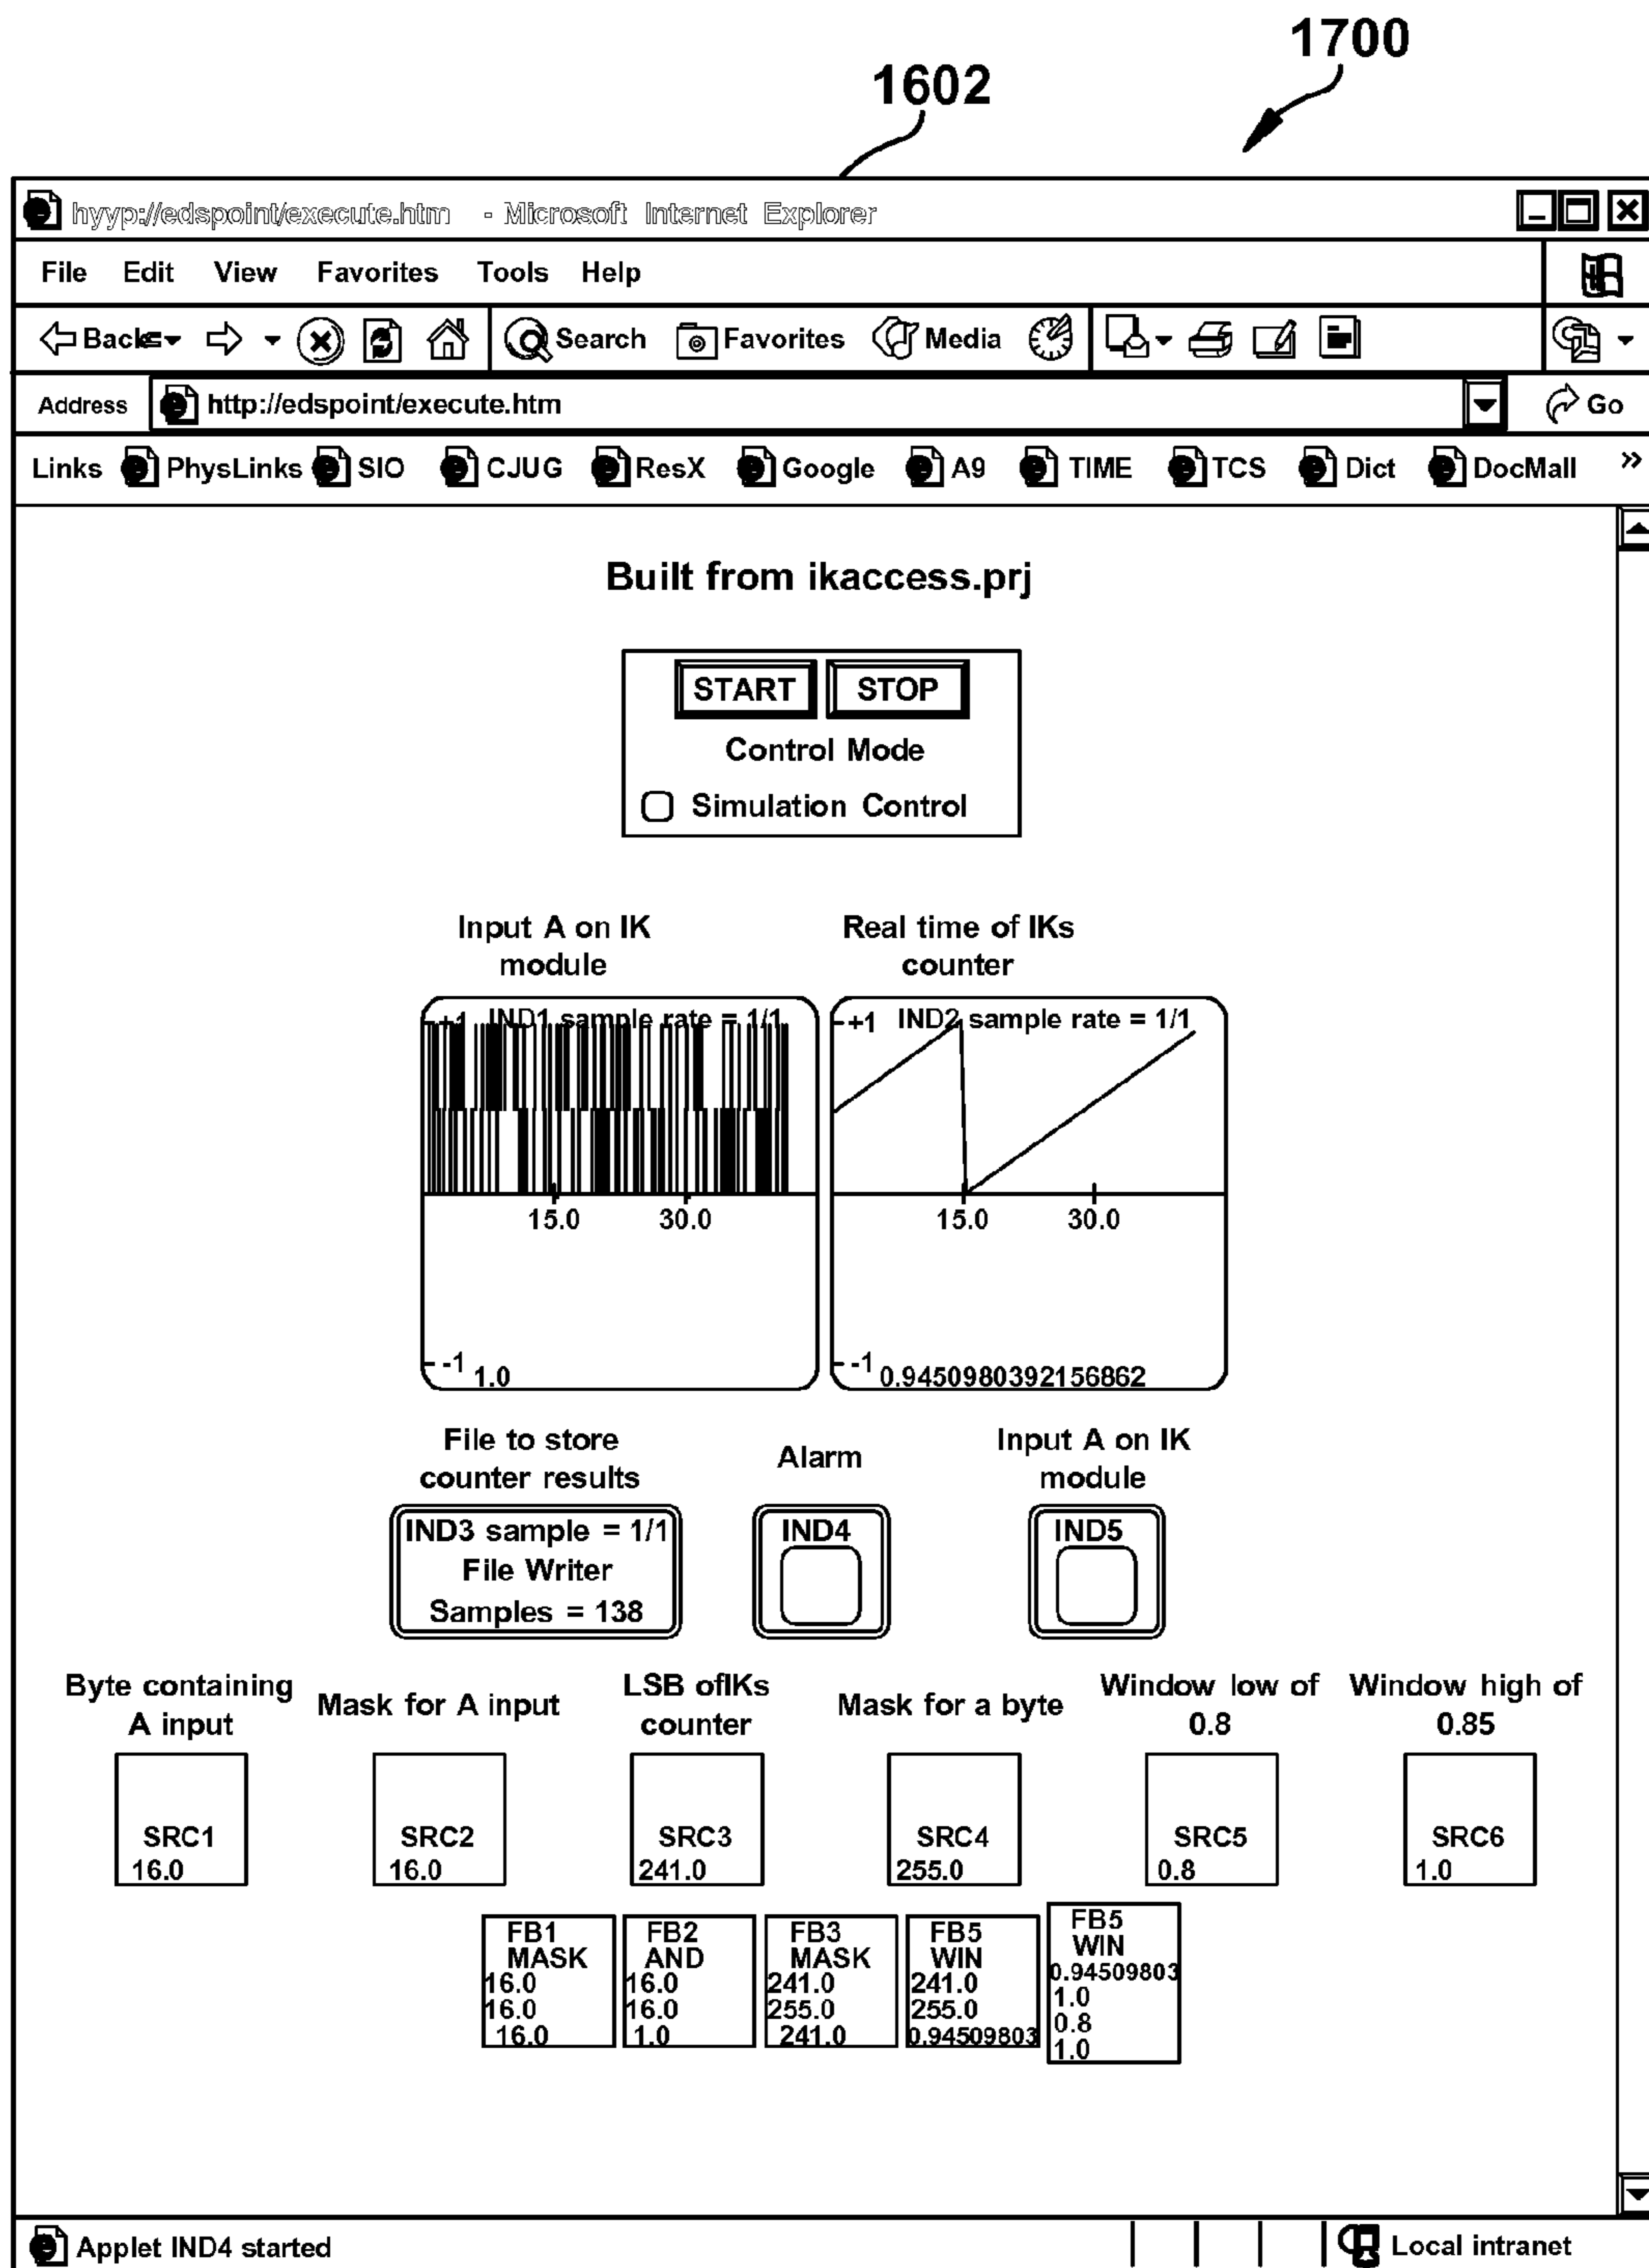 1700
1602
hyyp://edspoint/execute.htm - Microsoft Internet Explorer
File Edit View Favorites Tools Help
Back Search Favorites Media
Address http://edspoint/execute.htm Go
Links PhysLinks SIO CJUG ResX Google A9 TIME TCS Dict DocMall »
Built from ikaccess.prj
START STOP
Control Mode
Simulation Control
Input A on IK
module
Real time of IKs
counter
+1 IND1 sample rate = 1/1
15.0 30.0
-1 1.0
+1 IND2 sample rate = 1/1
15.0 30.0
-1 0.9450980392156862
File to store
counter results
IND3 sample = 1/1
File Writer
Samples = 138
Alarm
IND4
Input A on IK
module
IND5
Byte containing
A input
SRC1
16.0
Mask for A input
SRC2
16.0
LSB ofIKs
counter
SRC3
241.0
Mask for a byte
SRC4
255.0
Window low of
0.8
SRC5
0.8
Window high of
0.85
SRC6
1.0
FB1
MASK
16.0
16.0
16.0
FB2
AND
16.0
16.0
1.0
FB3
MASK
241.0
255.0
241.0
FB5
WIN
241.0
255.0
0.94509803
FB5
WIN
0.94509803
1.0
0.8
1.0
Applet IND4 started
Local intranet